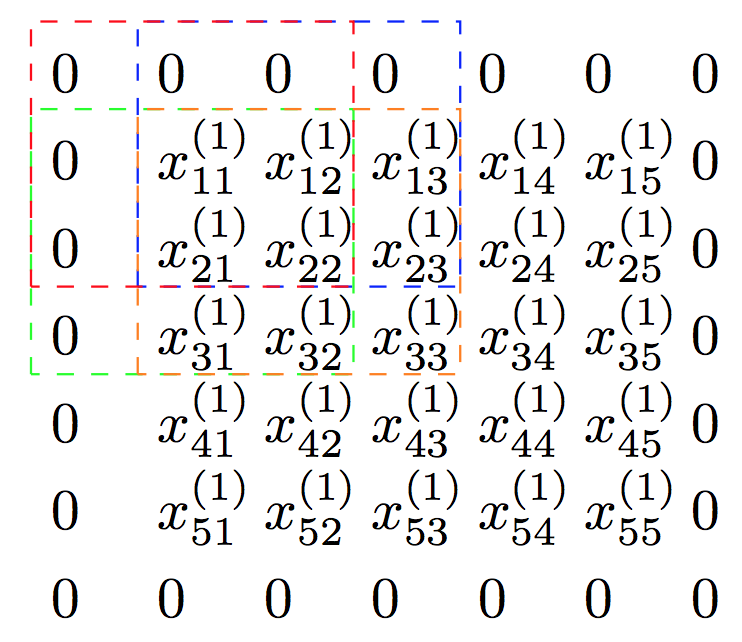 0 0 0 0 0 0 0
0 x_{11}^{(1)} x_{12}^{(1)} x_{13}^{(1)} x_{14}^{(1)} x_{15}^{(1)} 0
0 x_{21}^{(1)} x_{22}^{(1)} x_{23}^{(1)} x_{24}^{(1)} x_{25}^{(1)} 0
0 x_{31}^{(1)} x_{32}^{(1)} x_{33}^{(1)} x_{34}^{(1)} x_{35}^{(1)} 0
0 x_{41}^{(1)} x_{42}^{(1)} x_{43}^{(1)} x_{44}^{(1)} x_{45}^{(1)} 0
0 x_{51}^{(1)} x_{52}^{(1)} x_{53}^{(1)} x_{54}^{(1)} x_{55}^{(1)} 0
0 0 0 0 0 0 0